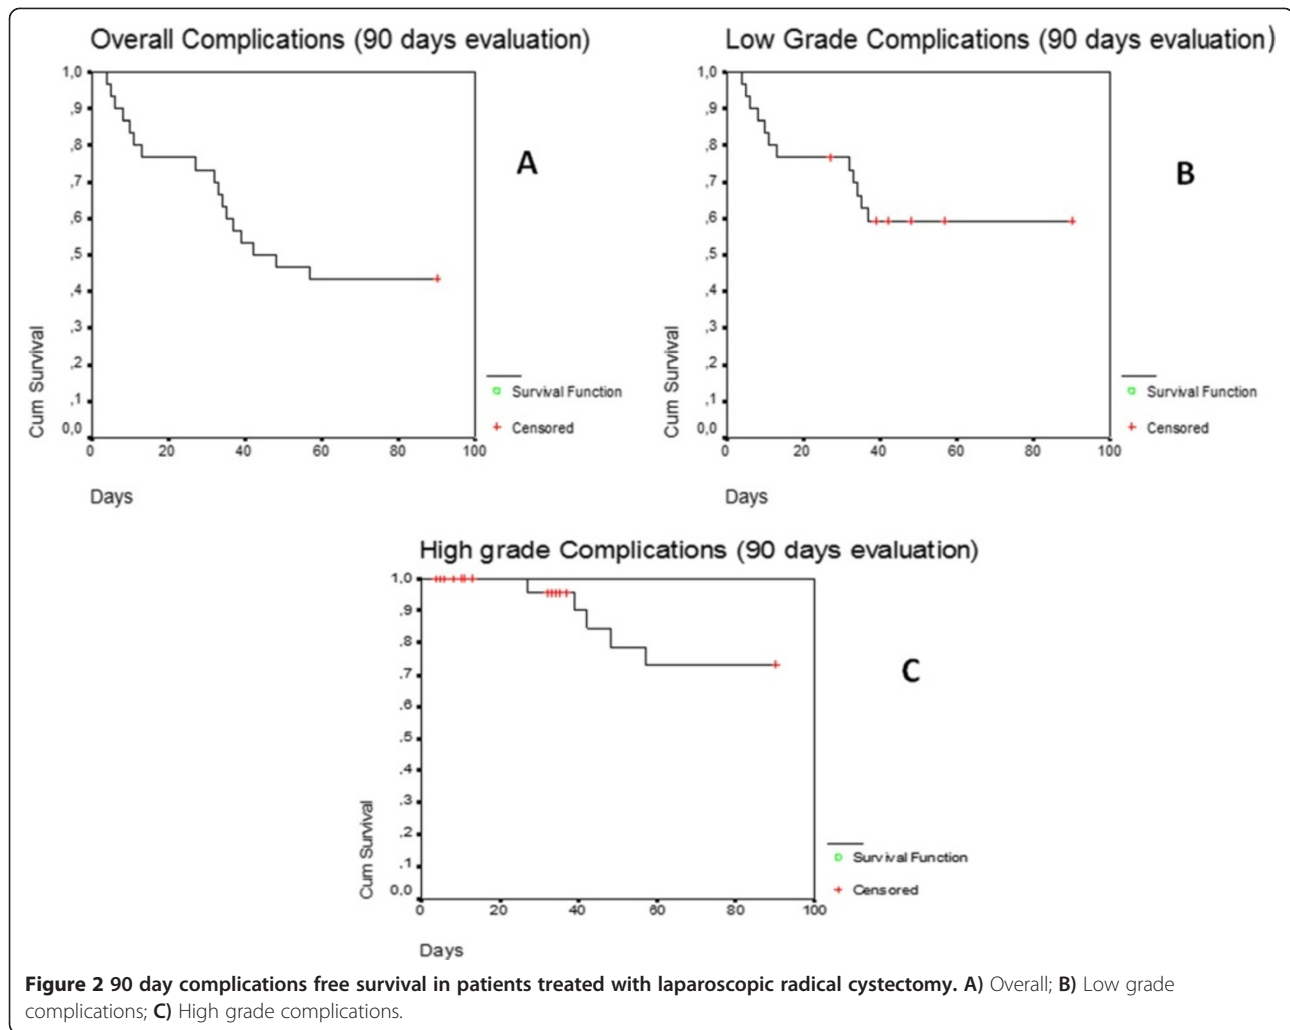 Overall Complications (90 days evaluation)
1,0
,9
,8
,7
,6
,5
,4
,3
,2
,1
0,0
Cum Survival
0 20 40 60 80 100
Days
A
Survival Function
Censored
Low Grade Complications (90 days evaluation)
1,0
,9
,8
,7
,6
,5
,4
,3
,2
,1
0,0
Cum Survival
0 20 40 60 80 100
Days
B
Survival Function
Censored
High grade Complications (90 days evaluation)
1,0
,9
,8
,7
,6
,5
,4
,3
,2
,1
0,0
Cum Survival
0 20 40 60 80 100
Days
C
Survival Function
Censored
Figure 2 90 day complications free survival in patients treated with laparoscopic radical cystectomy. A) Overall; B) Low grade
complications; C) High grade complications.